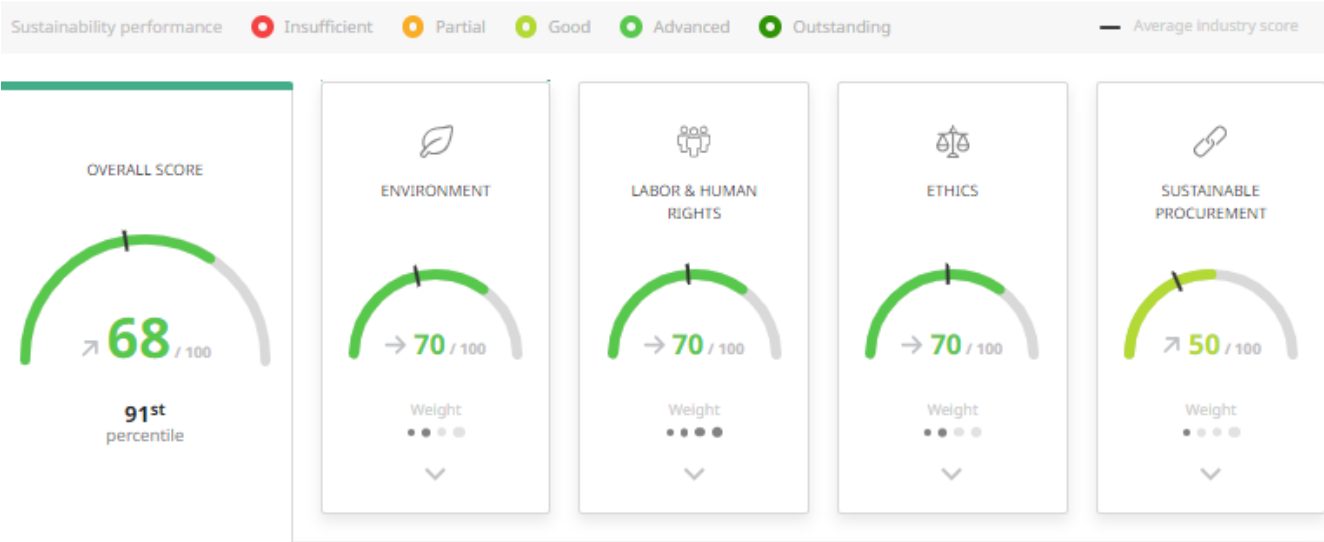 Sustainability performance Insufficient Partial Good Advanced Outstanding Average industry score
OVERALL SCORE
68 / 100
91st
percentile
ENVIRONMENT
70 / 100
Weight
LABOR & HUMAN
RIGHTS
70 / 100
Weight
ETHICS
70 / 100
Weight
SUSTAINABLE
PROCUREMENT
50 / 100
Weight